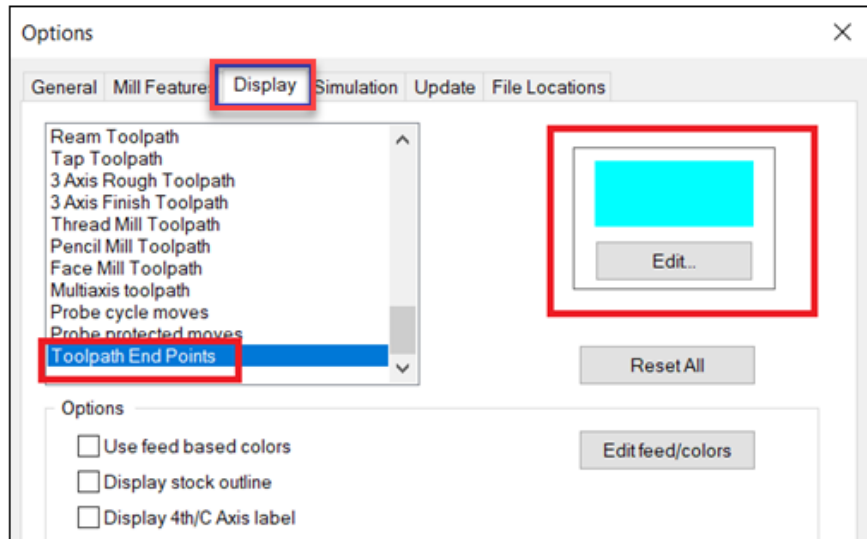 Options
General Mill Feature Display Simulation Update File Locations
Ream Toolpath
Tap Toolpath
3 Axis Rough Toolpath
3 Axis Finish Toolpath
Thread Mill Toolpath
Pencil Mill Toolpath
Face Mill Toolpath
Multiaxis toolpath
Probe cycle moves
Probe protected moves
Toolpath End Points
Edit...
Reset All
Options
Use feed based colors
Edit feed/colors
Display stock outline
Display 4th/C Axis label